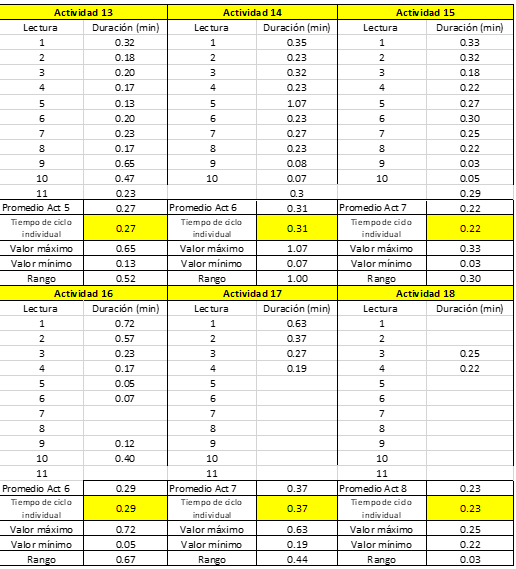 Actividad 13 Actividad 14 Actividad 15
Lectura Duración (min) Lectura Duración (min) Lectura Duración (min)
1 0.32 1 0.35 1 0.33
2 0.18 2 0.23 2 0.32
3 0.20 3 0.32 3 0.18
4 0.17 4 0.23 4 0.22
5 0.13 5 1.07 5 0.27
6 0.20 6 0.23 6 0.30
7 0.23 7 0.27 7 0.25
8 0.17 8 0.23 8 0.22
9 0.65 9 0.08 9 0.03
10 0.47 10 0.07 10 0.05
11 0.23 0.3 0.29
Promedio Act 5 0.27 Promedio Act 6 0.31 Promedio Act 7 0.22
Tiempo de ciclo individual 0.27 Tiempo de ciclo individual 0.31 Tiempo de ciclo individual 0.22
Valor máximo 0.65 Valor máximo 1.07 Valor máximo 0.33
Valor mínimo 0.13 Valor mínimo 0.07 Valor mínimo 0.03
Rango 0.52 Rango 1.00 Rango 0.30
Actividad 16 Actividad 17 Actividad 18
Lectura Duración (min) Lectura Duración (min) Lectura Duración (min)
1 0.72 1 0.63 1
2 0.57 2 0.37 2
3 0.23 3 0.27 3 0.25
4 0.17 4 0.19 4 0.22
5 0.05 5 5
6 0.07 6 6
7 7 7
8 8 8
9 0.12 9 9
10 0.40 10 10
11 11 11
Promedio Act 6 0.29 Promedio Act 7 0.37 Promedio Act 8 0.23
Tiempo de ciclo individual 0.29 Tiempo de ciclo individual 0.37 Tiempo de ciclo individual 0.23
Valor máximo 0.72 Valor máximo 0.63 Valor máximo 0.25
Valor mínimo 0.05 Valor mínimo 0.19 Valor mínimo 0.22
Rango 0.67 Rango 0.44 Rango 0.03